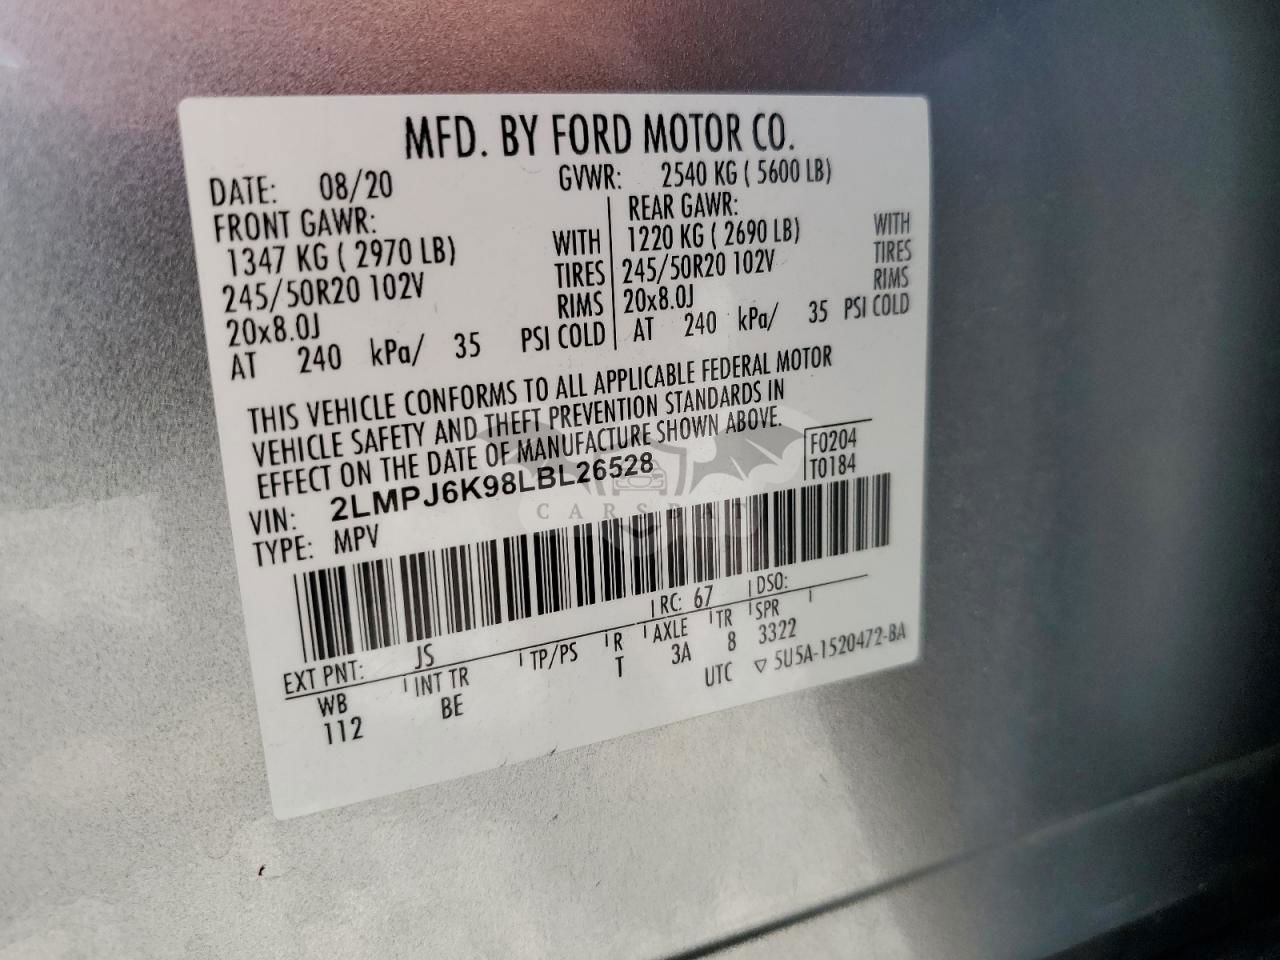 MFD. BY FORD MOTOR CO.
DATE: 08/20 GVWR: 2540 KG ( 5600 LB)
FRONT GAWR:
1347 KG ( 2970 LB) WITH
245/50R20 102V TIRES
20x8.0J RIMS
AT 240 kPa/ 35 PSI COLD
REAR GAWR:
1220 KG ( 2690 LB) WITH
245/50R20 102V TIRES
20x8.0J RIMS
AT 240 kPa/ 35 PSI COLD
THIS VEHICLE CONFORMS TO ALL APPLICABLE FEDERAL MOTOR
VEHICLE SAFETY AND THEFT PREVENTION STANDARDS IN
EFFECT ON THE DATE OF MANUFACTURE SHOWN ABOVE.
VIN: 2LMPJ6K98LBL26528
F0204
T0184
TYPE: MPV
CARSBAT
EXT PNT: JS RC: 67 DSO:
WB INT TR TP/PS R AXLE TR SPR
112 BE T 3A 8 3322
UTC ▽ 5U5A-1520472-BA